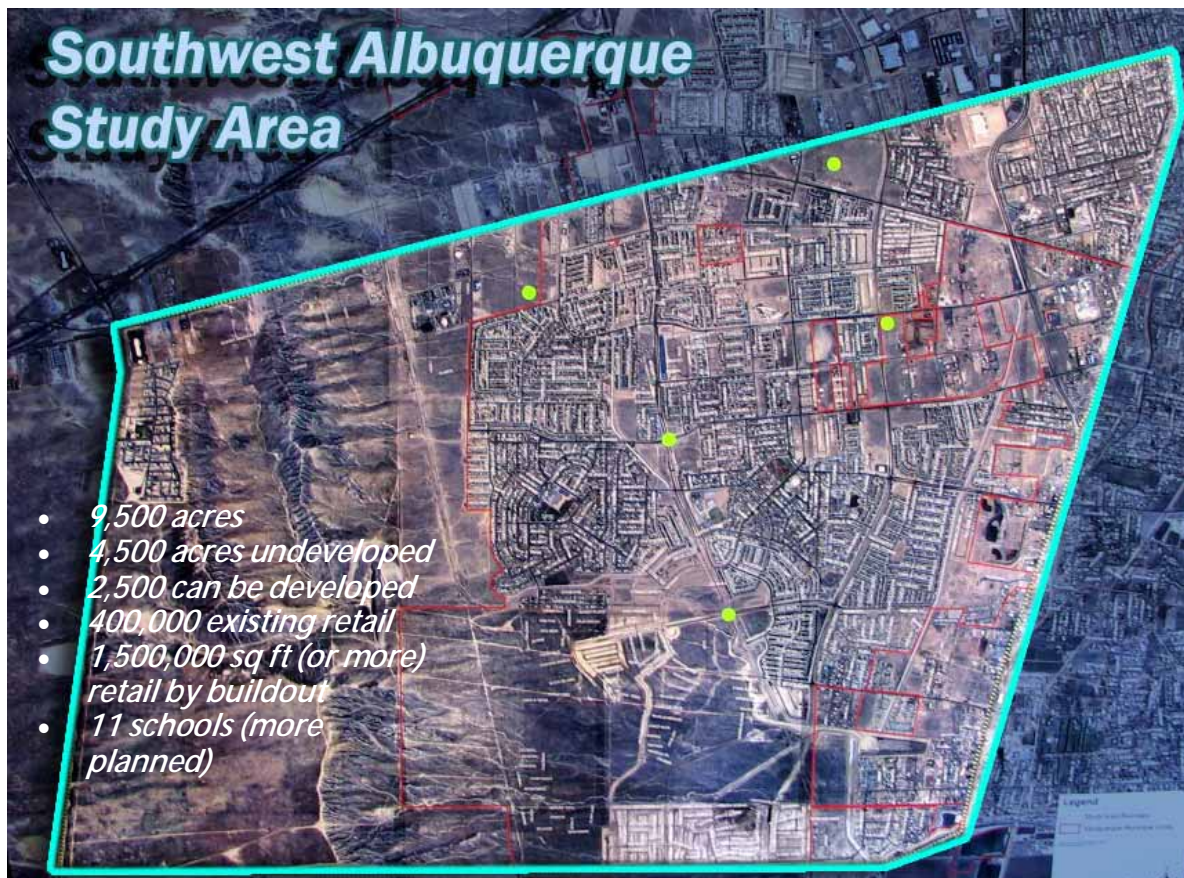 Southwest Albuquerque
Study Area
• 9,500 acres
• 4,500 acres undeveloped
• 2,500 can be developed
• 400,000 existing retail
• 1,500,000 sq ft (or more)
retail by buildout
• 11 schools (more
planned)
Legend